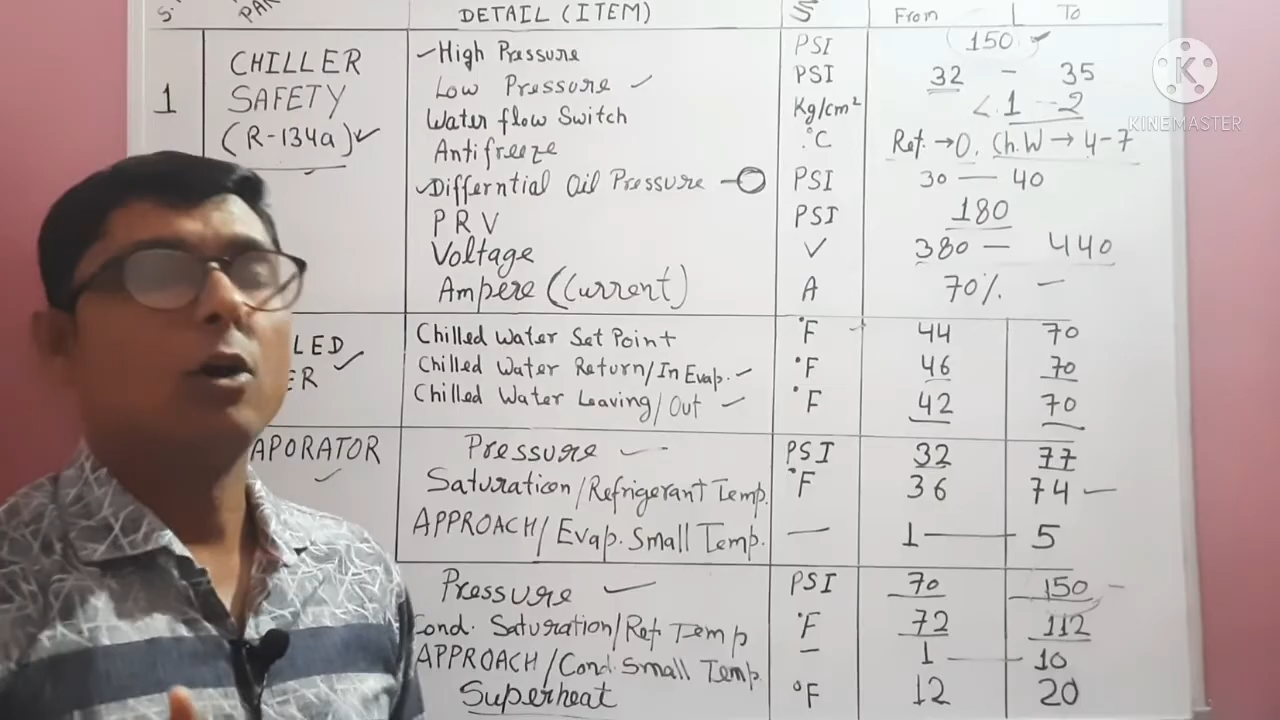 DETAIL (ITEM) From To
1 CHILLER SAFETY (R-134a)
High Pressure PSI 150
Low Pressure PSI 32 - 35
Water flow Switch Kg/cm² <.1 - 2
Antifreeze °C Ref. → 0, Ch.W → 4-7
Differntial Oil Pressure PSI 30 — 40
PRV PSI 180
Voltage V 380 — 440
Ampere (Current) A 70% —
LED
ER
Chilled Water Set Point °F 44 70
Chilled Water Return/In Evap. °F 46 70
Chilled Water Leaving/Out °F 42 70
APORATOR
Pressure PSI 32 77
Saturation/Refrigerant Temp. °F 36 74
APPROACH/Evap. Small Temp. — 1 — 5
Pressure PSI 70 150
Cond. Saturation/Ref Temp °F 72 112
APPROACH/Cond. Small Temp. — 1 — 10
Superheat °F 12 20
K
KINEMASTER